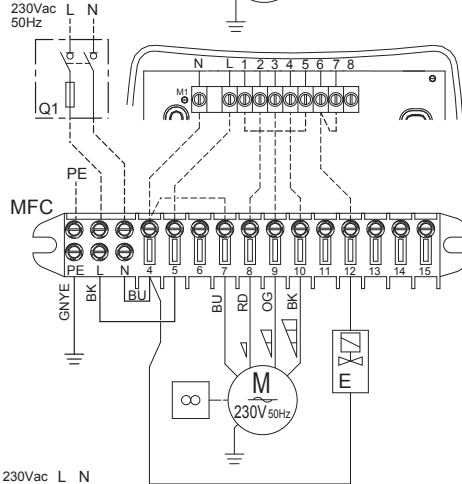 230Vac L N
50Hz
Q1
N L 1 2 3 4 5 6 7 8
M1
PE
MFC
PE L N 4 5 6 7 8 9 10 11 12 13 14 15
GNYE
BK
BU
BU
RD
OG
BK
M
230V 50Hz
E
8
230Vac L N